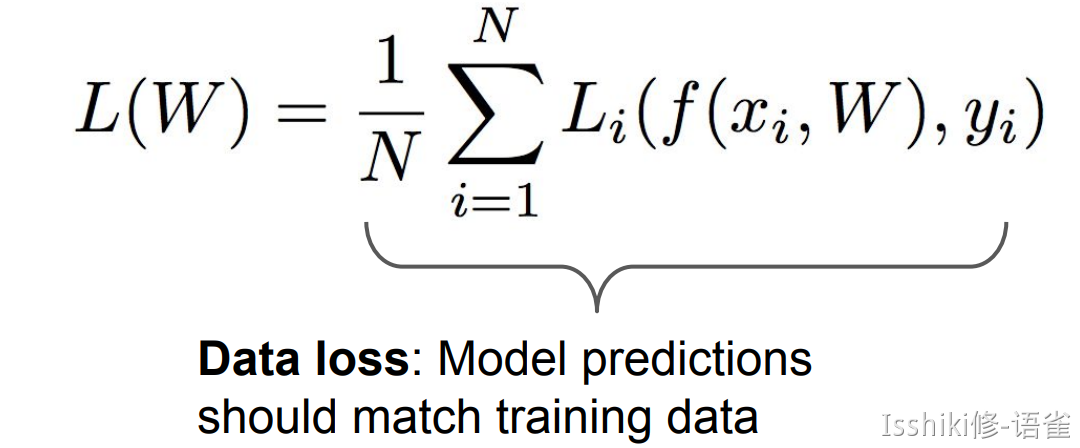 L(W) = \frac{1}{N} \sum_{i=1}^{N} L_i(f(x_i, W), y_i)
Data loss: Model predictions
should match training data
Isshiki修-语雀